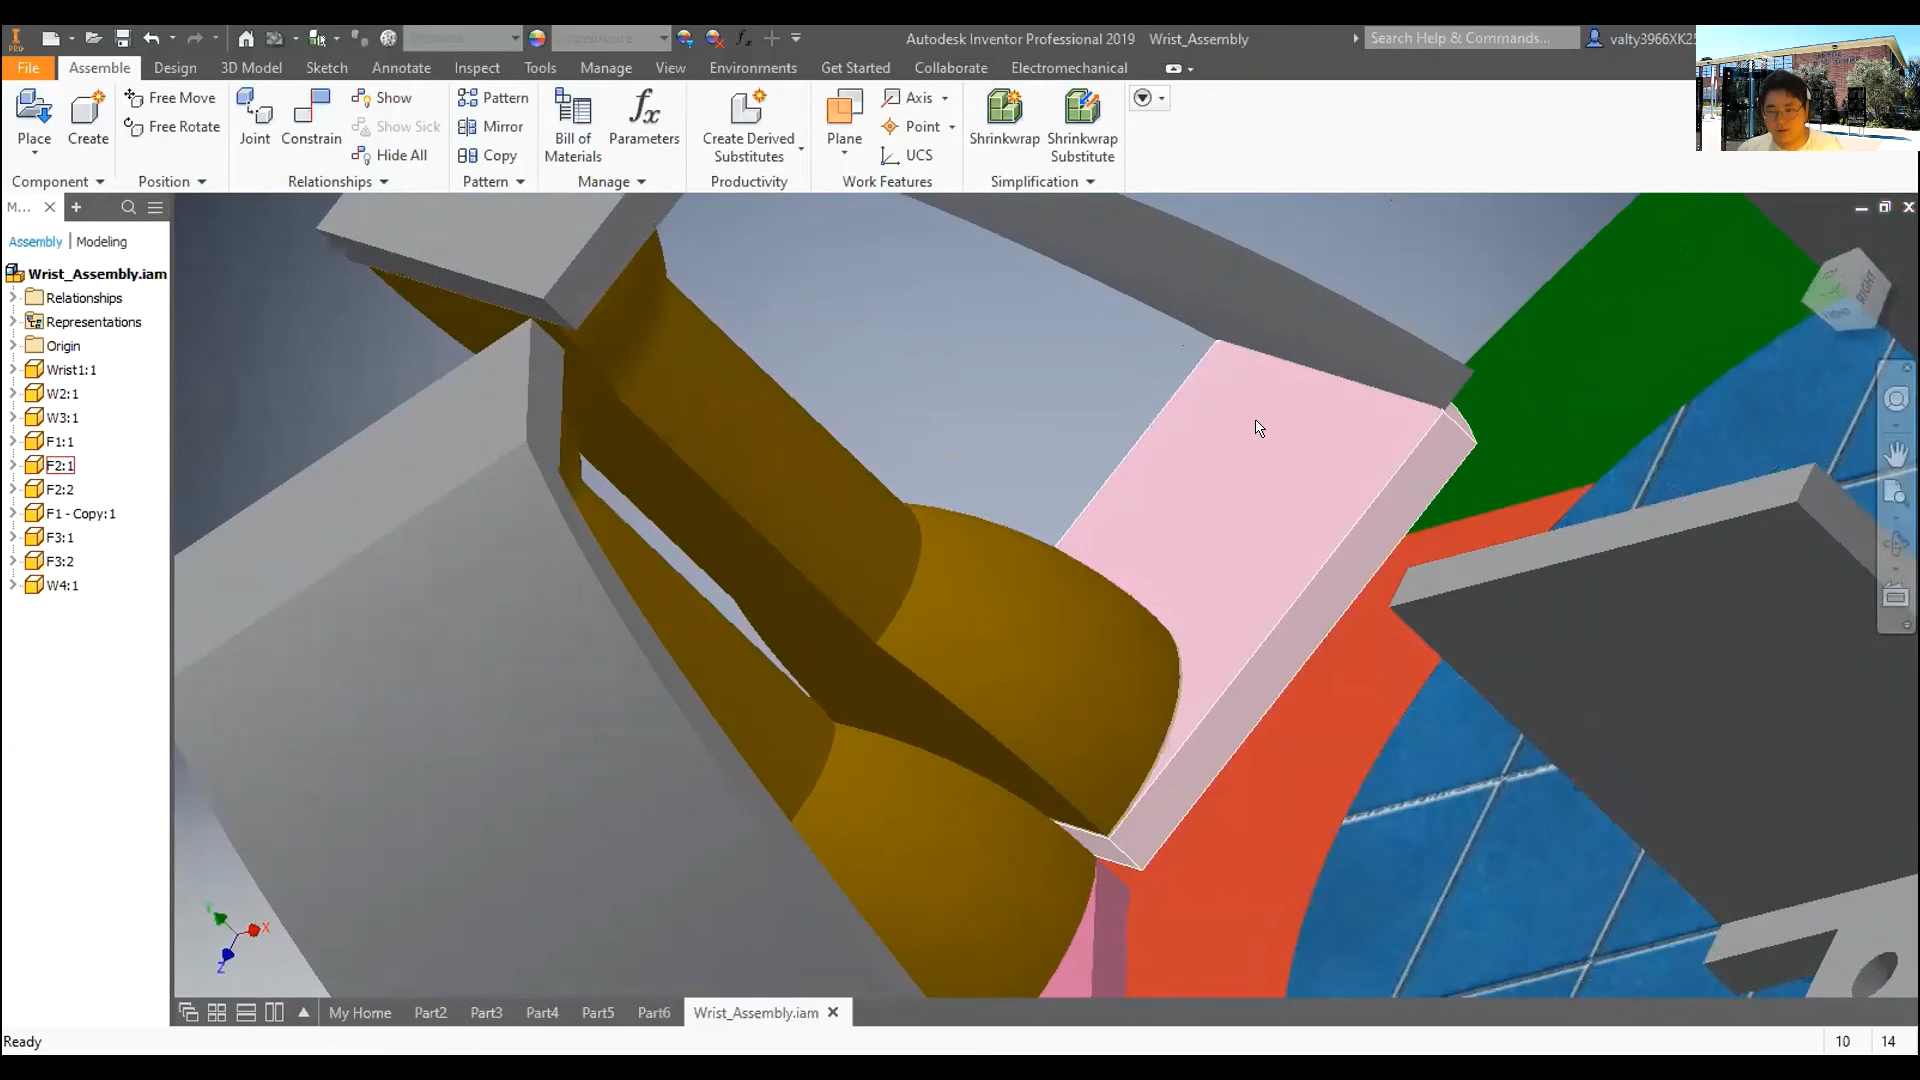 Autodesk Inventor Professional 2019 Wrist_Assembly
Search Help & Commands...
valty3966XK2
File Assemble Design 3D Model Sketch Annotate Inspect Tools Manage View Environments Get Started Collaborate Electromechanical
Place
Create
Free Move
Free Rotate
Joint
Constrain
Show
Show Sick
Hide All
Pattern
Mirror
Copy
Bill of
Materials
Parameters
Create Derived
Substitutes
Plane
Axis
Point
UCS
Shrinkwrap
Shrinkwrap
Substitute
Component Position Relationships Pattern Manage Productivity Work Features Simplification
M...
Assembly Modeling
Wrist_Assembly.iam
Relationships
Representations
Origin
Wrist1:1
W2:1
W3:1
F1:1
F2:1
F2:2
F1 - Copy:1
F3:1
F3:2
W4:1
RIGHT
X
Z
My Home Part2 Part3 Part4 Part5 Part6 Wrist_Assembly.iam
Ready
10 14